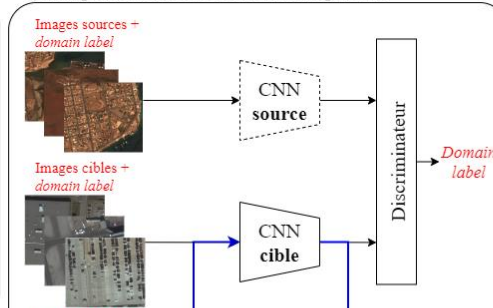 Images sources +
domain label
CNN
source
Images cibles +
domain label
CNN
cible
Discriminateur
Domain
label